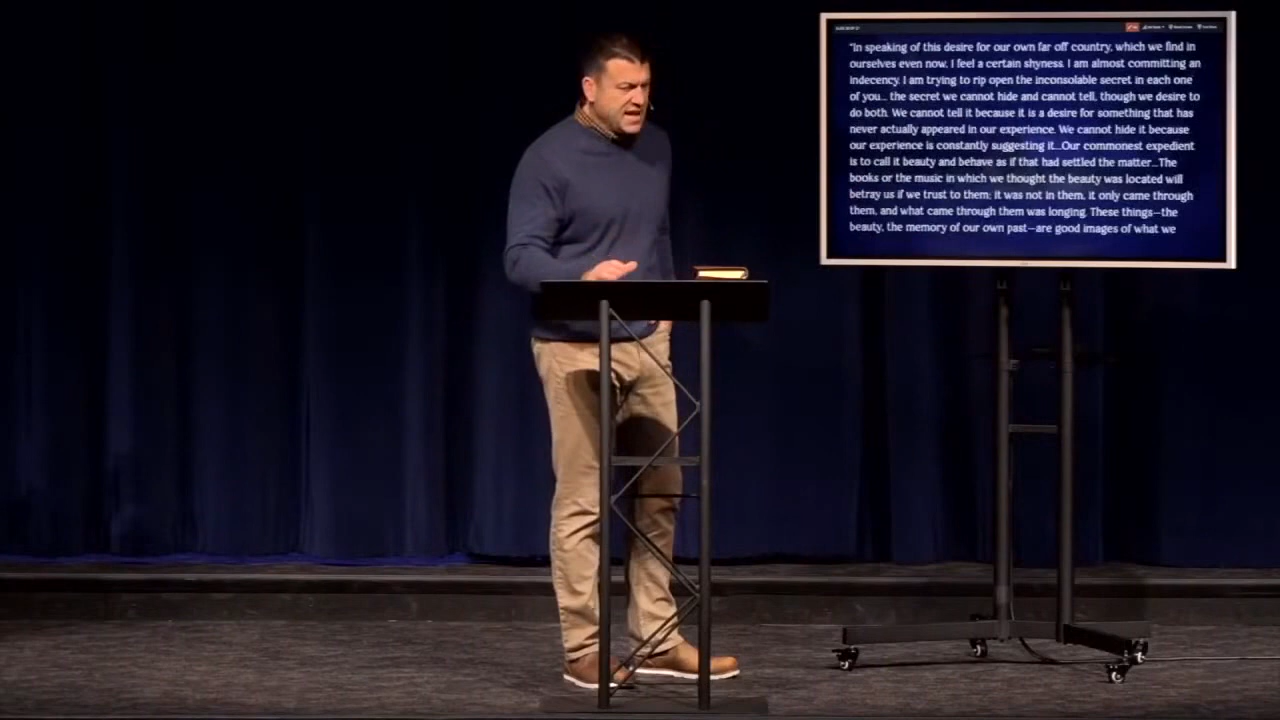 "In speaking of this desire for our own far off country, which we find in
ourselves even now, I feel a certain shyness. I am almost committing an
indecency. I am trying to rip open the inconsolable secret in each one
of you... the secret we cannot hide and cannot tell, though we desire to
do both. We cannot tell it because it is a desire for something that has
never actually appeared in our experience. We cannot hide it because
our experience is constantly suggesting it...Our commonest expedient
is to call it beauty and behave as if that had settled the matter...The
books or the music in which we thought the beauty was located will
betray us if we trust to them; it was not in them, it only came through
them, and what came through them was longing. These things—the
beauty, the memory of our own past—are good images of what we